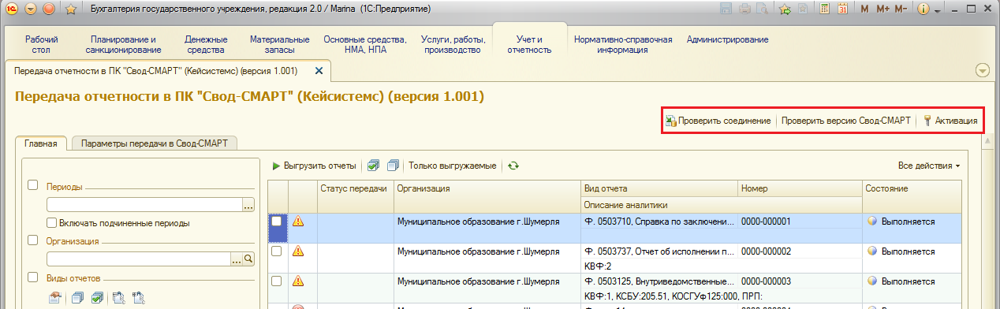 Бухгалтерия государственного учреждения, редакция 2.0 / Marina (1С:Предприятие)
M M+ M-
Рабочий стол
Планирование и санкционирование
Денежные средства
Материальные запасы
Основные средства, НМА, НПА
Услуги, работы, производство
Учет и отчетность
Нормативно-справочная информация
Администрирование
Передача отчетности в ПК "Свод-СМАРТ" (Кейсистемс) (версия 1.001)
Передача отчетности в ПК "Свод-СМАРТ" (Кейсистемс) (версия 1.001)
Проверить соединение Проверить версию Свод-СМАРТ Активация
Главная Параметры передачи в Свод-СМАРТ
Выгрузить отчеты Только выгружаемые Все действия
Периоды
Включать подчиненные периоды
Организация
Виды отчетов
Статус передачи Организация Вид отчета Номер Состояние
Описание аналитики
Муниципальное образование г.Шумерля Ф. 0503710, Справка по заключени... 0000-000001 Выполняется
Муниципальное образование г.Шумерля Ф. 0503737, Отчет об исполнении п... 0000-000002 Выполняется
КВФ:2
Муниципальное образование г.Шумерля Ф. 0503125, Внутриведомственные... 0000-000003 Выполняется
КВФ:1, КСБУ:205.51, КОСГУф125:000, ПРП: